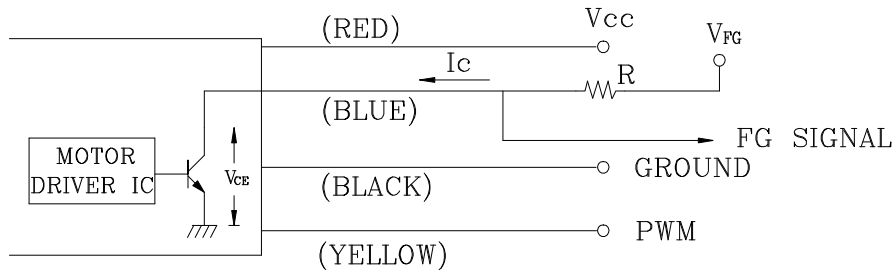 (RED)
Vcc
VFG
Ic
R
(BLUE)
FG SIGNAL
MOTOR
DRIVER IC
VCE
(BLACK)
GROUND
(YELLOW)
PWM